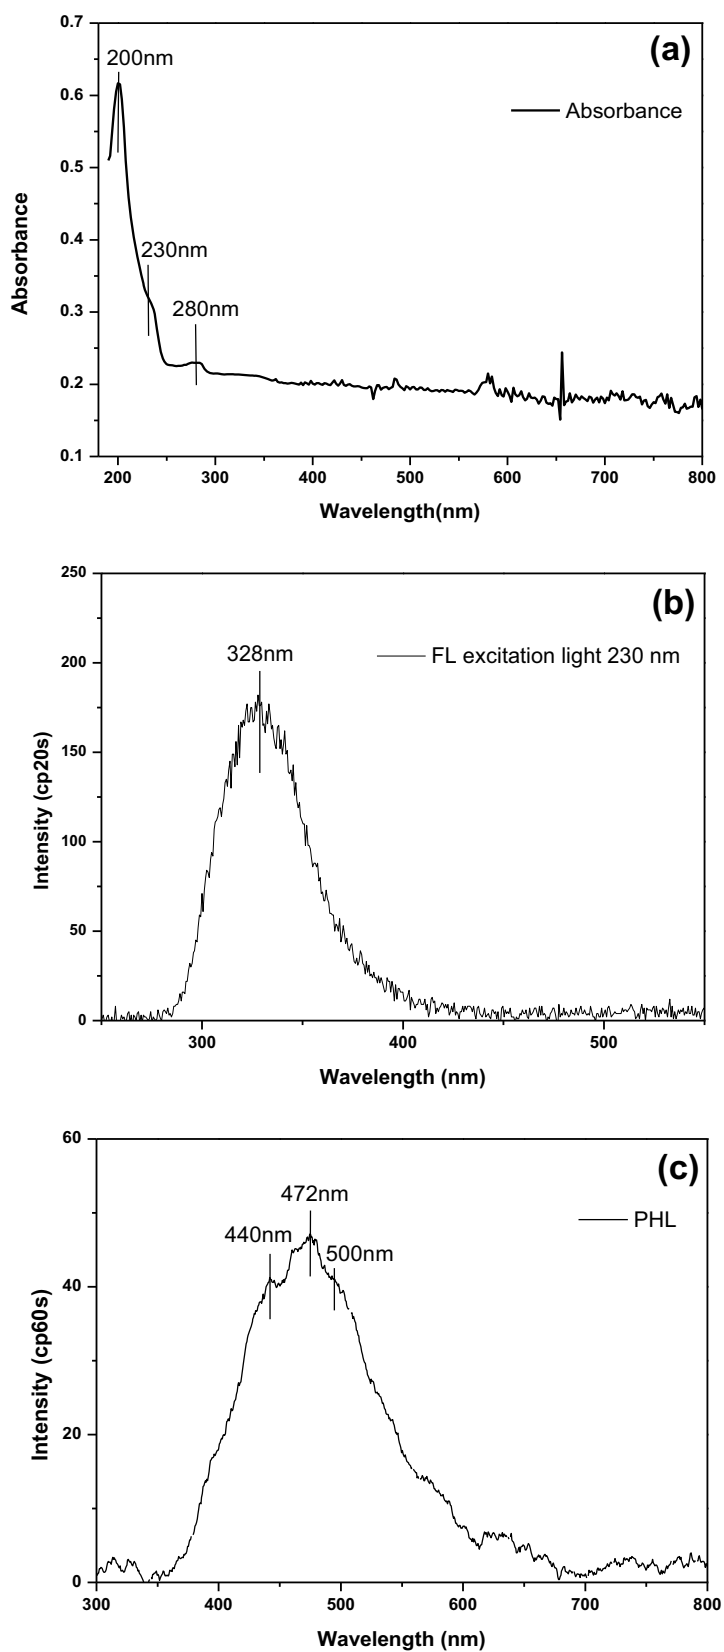 0.7
(a)
200nm
0.6
Absorbance
0.5
Absorbance
0.4
230nm
0.3
280nm
0.2
0.1
200 300 400 500 600 700 800
Wavelength(nm)
250
(b)
328nm
FL excitation light 230 nm
200
150
Intensity (cp20s)
100
50
0
300 400 500
Wavelength (nm)
60
(c)
472nm
PHL
440nm
500nm
40
Intensity (cp60s)
20
0
300 400 500 600 700 800
Wavelength (nm)